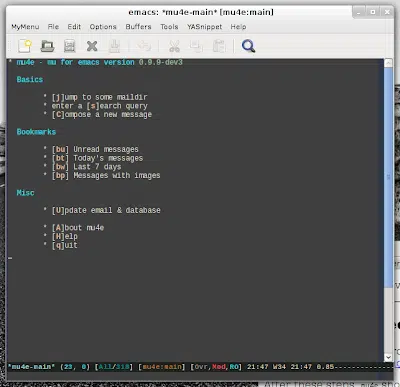 emacs: *mu4e-main* [mu4e:main]
MyMenu File Edit Options Buffers Tools YASnippet Help
* mu4e - mu for emacs version 0.9.9-dev3
Basics
* [j]ump to some maildir
* enter a [s]earch query
* [C]ompose a new message
Bookmarks
* [bu] Unread messages
* [bt] Today's messages
* [bw] Last 7 days
* [bp] Messages with images
Misc
* [U]pdate email & database
* [A]bout mu4e
* [H]elp
* [q]uit
*mu4e-main* (23, 0) [All/318] [mu4e:main] [Ovr,Mod,RO] 21:47 W34 21:47 0.85
After these steps,